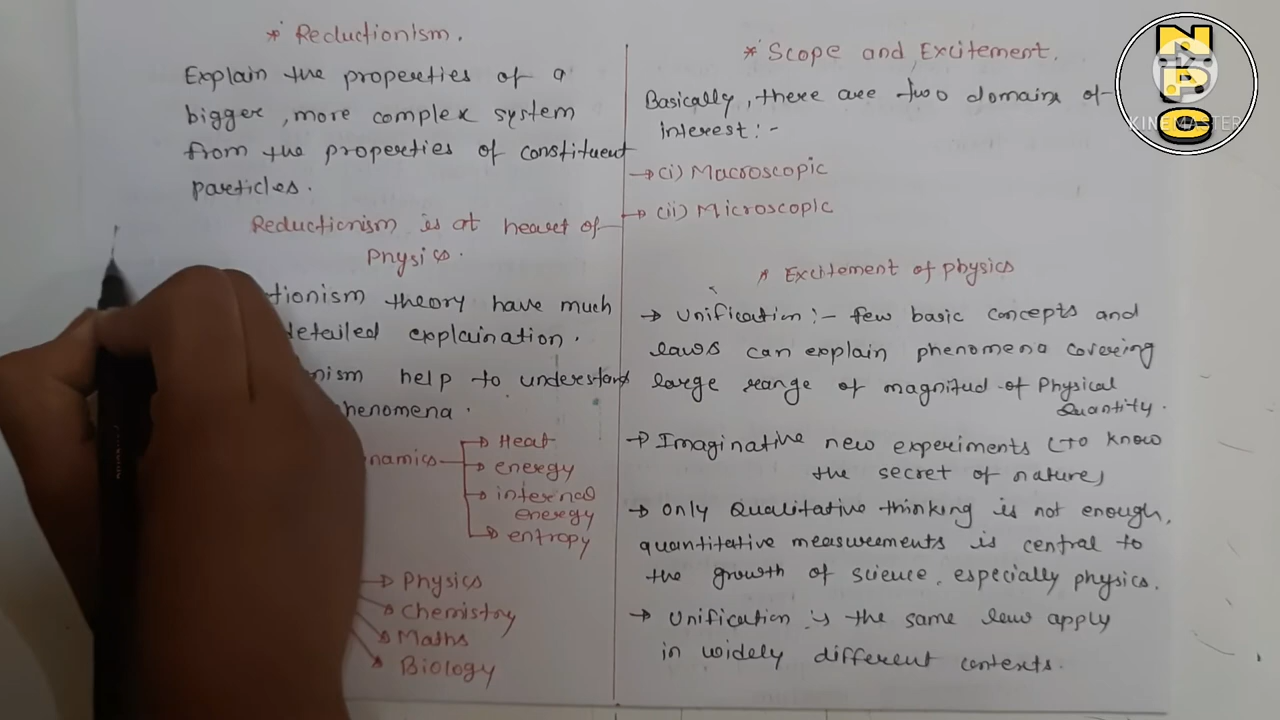 * Reductionism.
Explain the properties of a
bigger, more complex system
from the properties of constituent
particles.
Reductionism is at heart of
Physics.
tionism theory have much
detailed explaination.
nism help to understand
henomena.
namics
Heat
energy
internal
energy
entropy
Physics
Chemistry
Maths
Biology
* Scope and Excitement.
Basically, there are two domains of
interest :-
(i) Macroscopic
(ii) Microscopic
* Excitement of physics
→ Unification :- few basic concepts and
laws can explain phenomena covering
large range of magnitud of Physical
Quantity.
→ Imaginative new experiments (to know
the secret of nature)
→ Only Qualitative thinking is not enough,
quantitative measurements is central to
the growth of science, especially physics.
→ Unification is the same law apply
in widely different contexts.
NPC
KINEMASTER